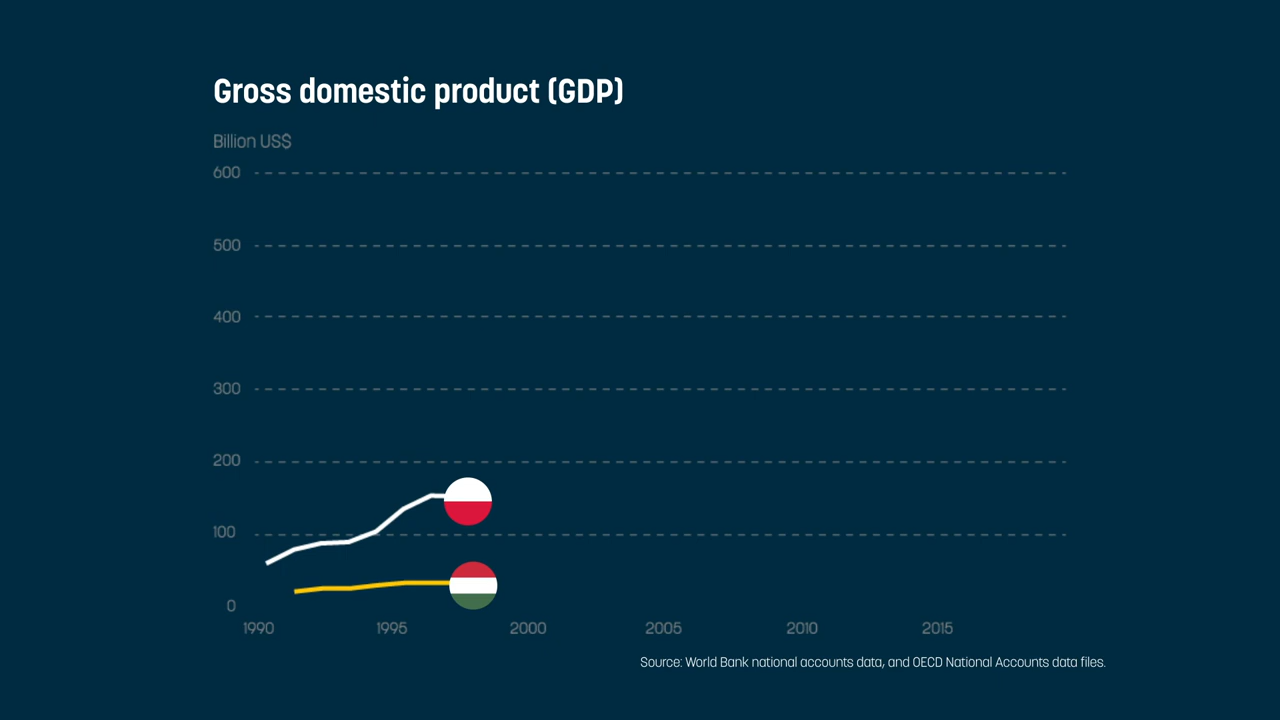 Gross domestic product (GDP)
Billion US$
600
500
400
300
200
100
0
1990 1995 2000 2005 2010 2015
Source: World Bank national accounts data, and OECD National Accounts data files.